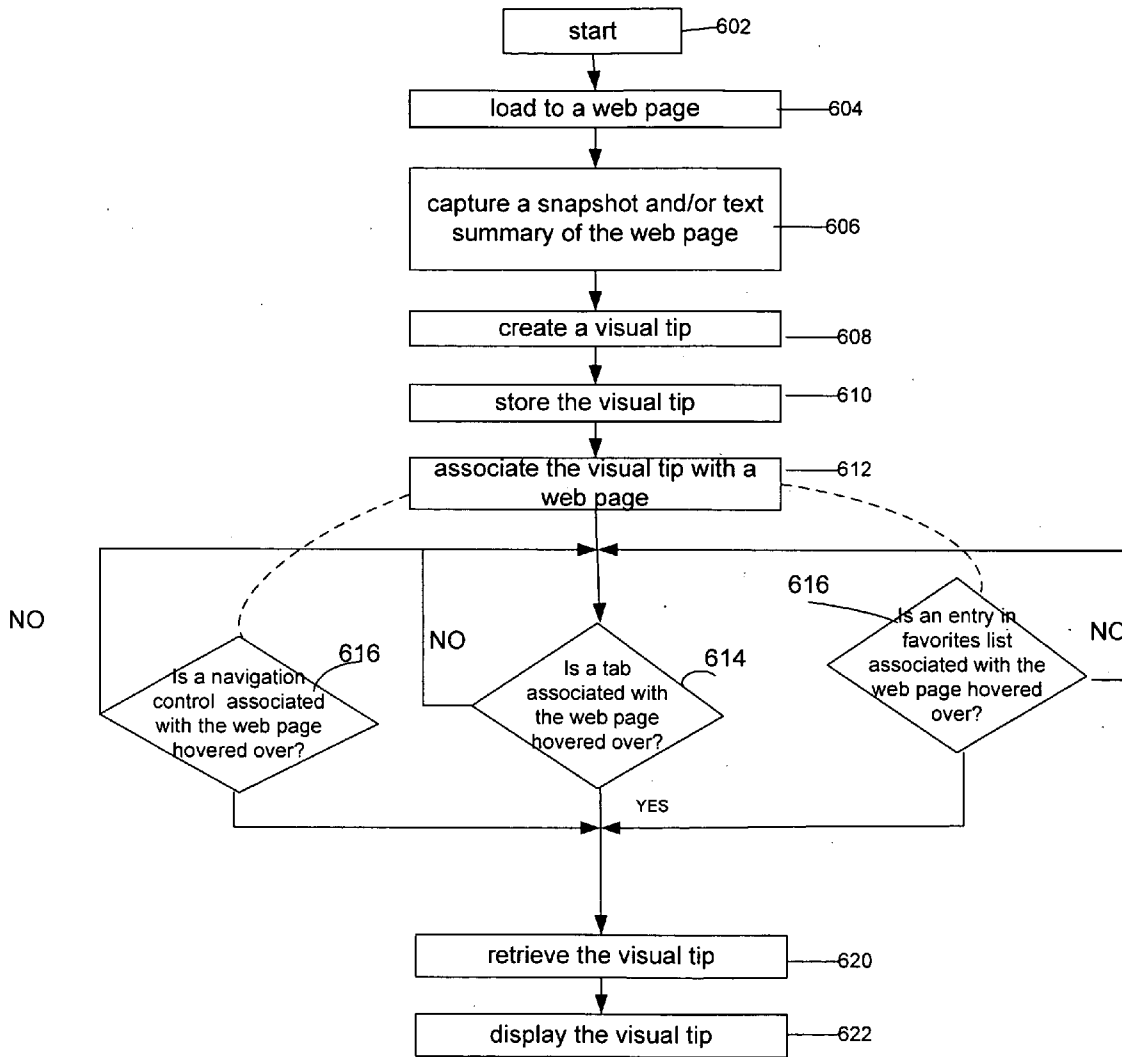 start
602
load to a web page
604
capture a snapshot and/or text
summary of the web page
606
create a visual tip
608
store the visual tip
610
associate the visual tip with a
web page
612
NO
616
Is a navigation
control associated
with the web page
hovered over?
NO
614
Is a tab
associated with
the web page
hovered over?
616
Is an entry in
favorites list
associated with the
web page hovered
over?
NO
YES
retrieve the visual tip
620
display the visual tip
622